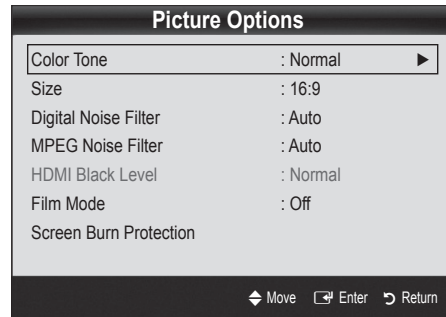 Picture Options
Color Tone : Normal ►
Size : 16:9
Digital Noise Filter : Auto
MPEG Noise Filter : Auto
HDMI Black Level : Normal
Film Mode : Off
Screen Burn Protection
Move Enter Return